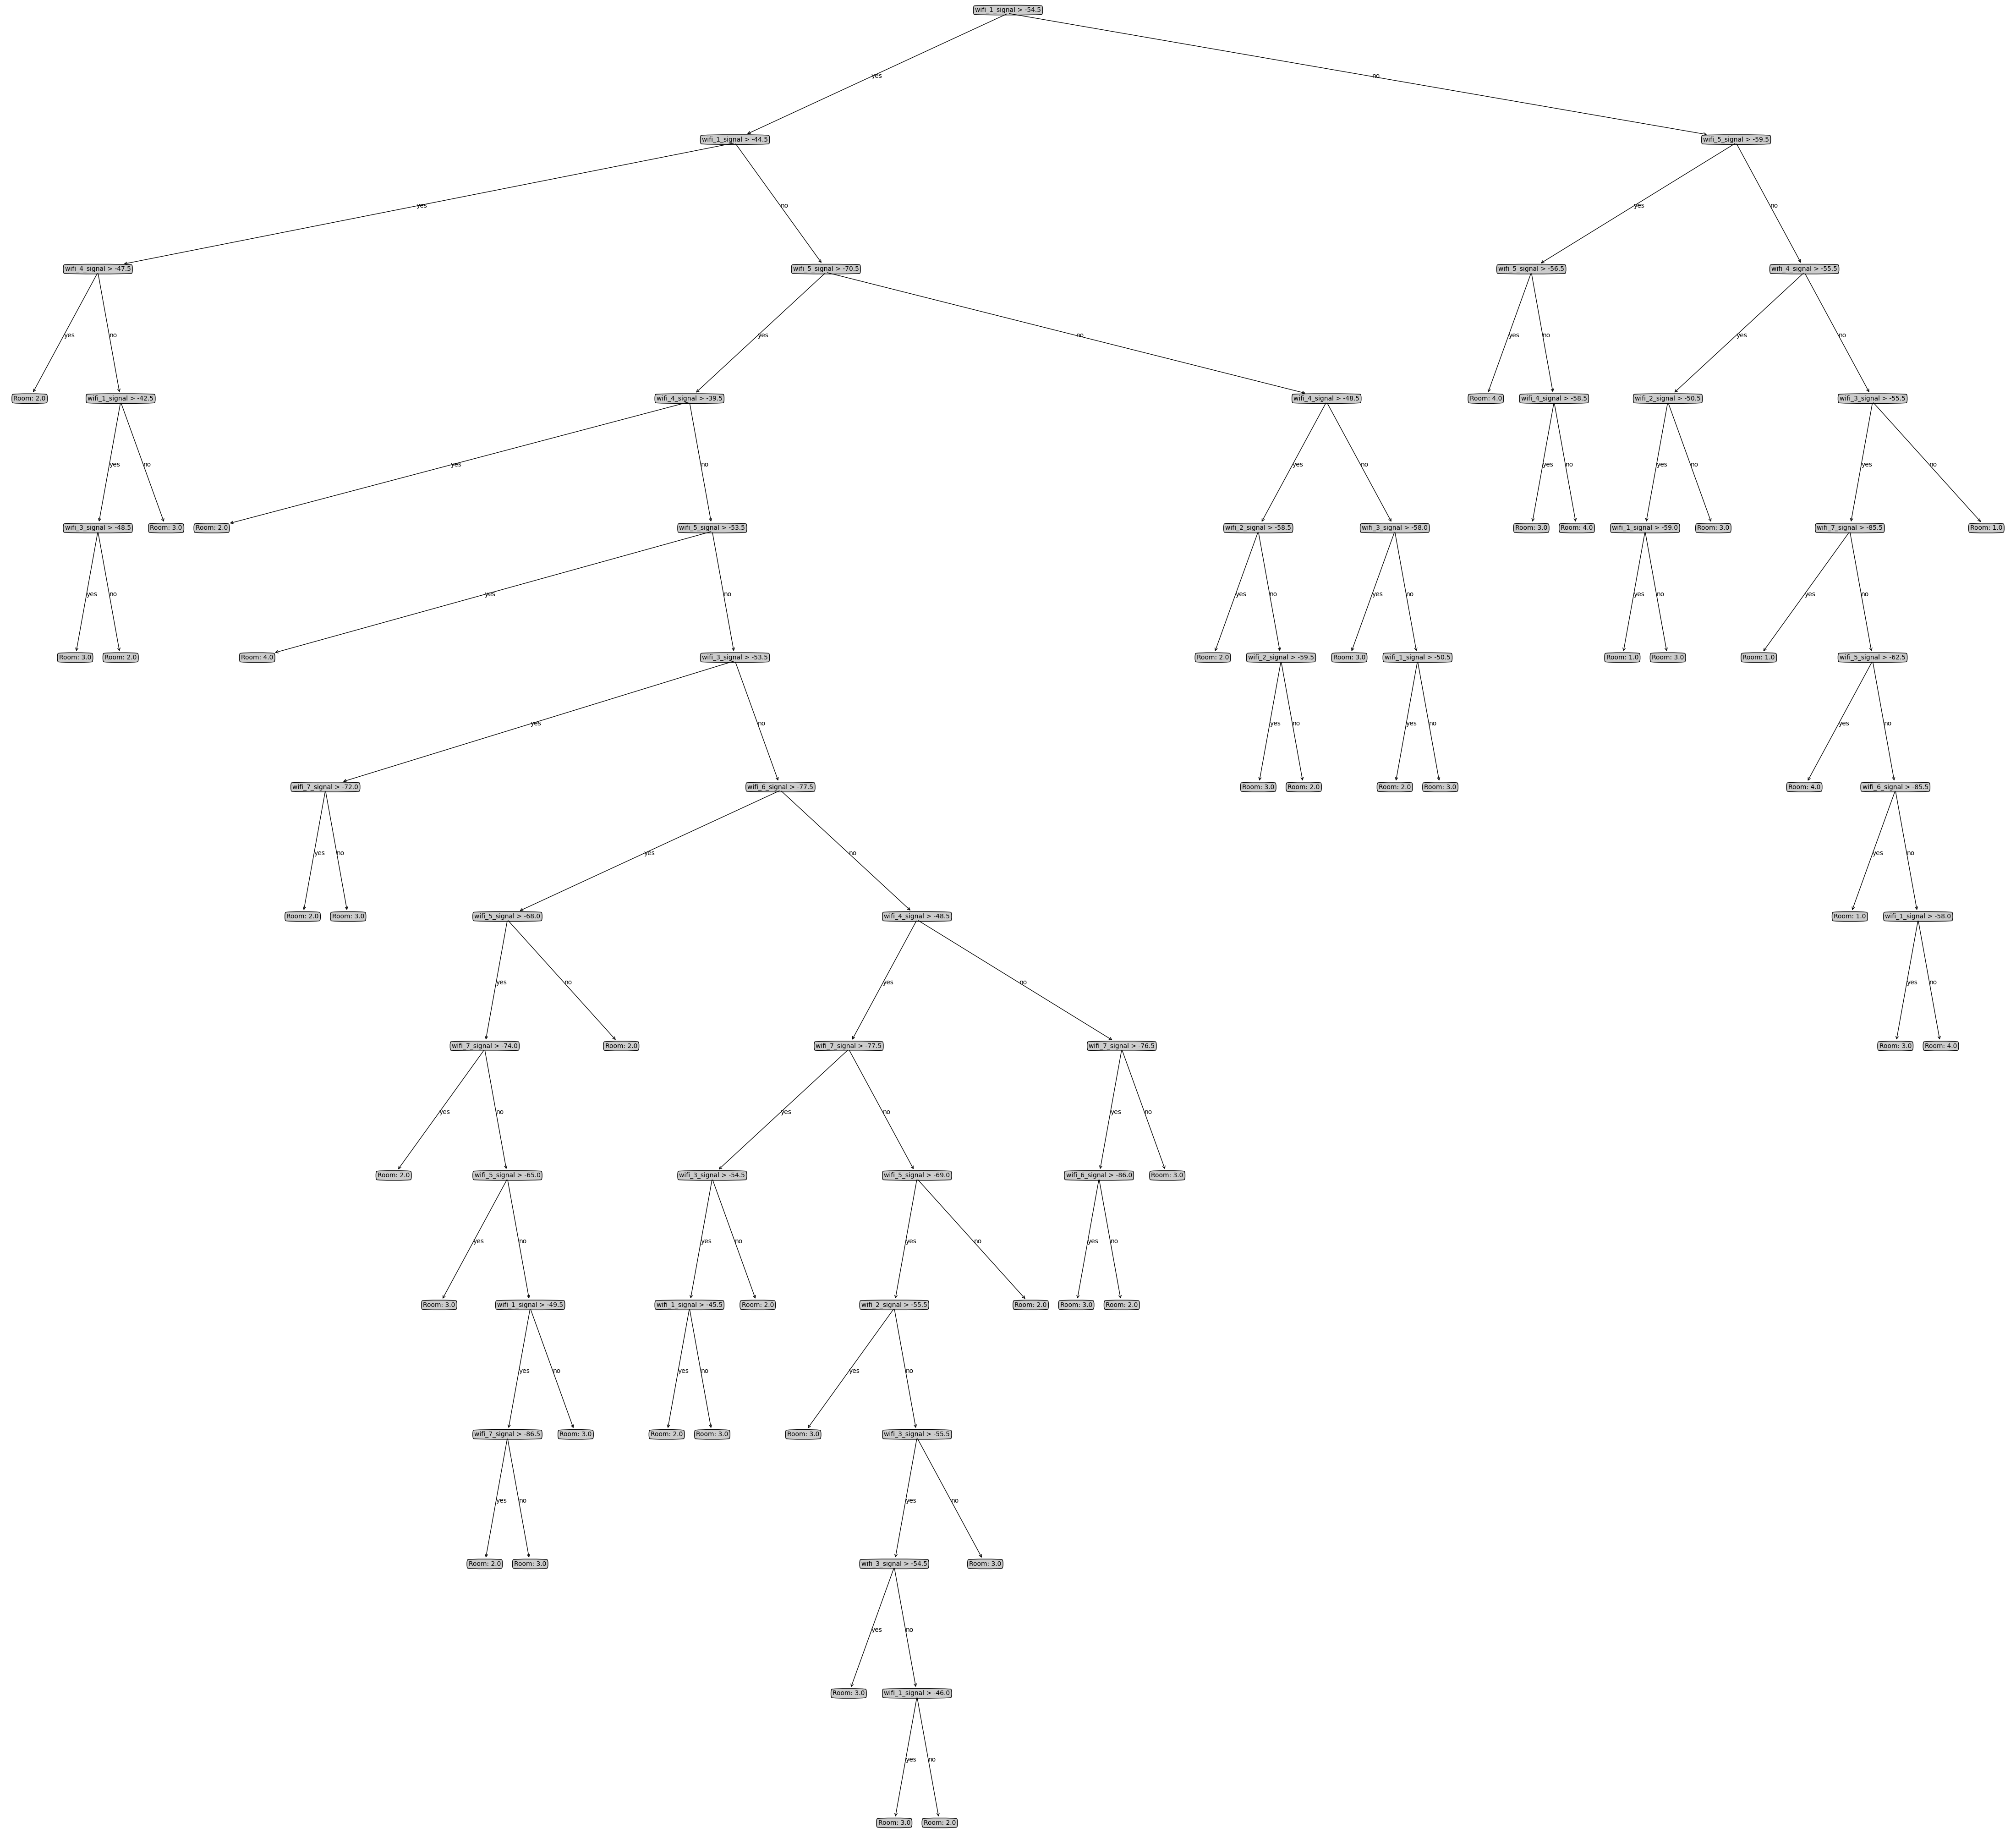 wifi_1_signal > -54.5
yes
no
wifi_1_signal > -44.5
wifi_5_signal > -59.5
yes
no
yes
no
wifi_4_signal > -47.5
wifi_5_signal > -70.5
wifi_5_signal > -56.5
wifi_4_signal > -55.5
yes
no
yes
no
yes
no
yes
no
Room: 2.0
wifi_1_signal > -42.5
wifi_4_signal > -39.5
wifi_4_signal > -48.5
Room: 4.0
wifi_4_signal > -58.5
wifi_2_signal > -50.5
wifi_3_signal > -55.5
yes
no
yes
no
yes
no
yes
no
yes
no
yes
no
wifi_3_signal > -48.5
Room: 3.0
Room: 2.0
wifi_5_signal > -53.5
wifi_2_signal > -58.5
wifi_3_signal > -58.0
Room: 3.0
Room: 4.0
wifi_1_signal > -59.0
Room: 3.0
wifi_7_signal > -85.5
Room: 1.0
yes
no
yes
no
yes
no
yes
no
yes
no
yes
no
Room: 3.0
Room: 2.0
Room: 4.0
wifi_3_signal > -53.5
Room: 2.0
wifi_2_signal > -59.5
Room: 3.0
wifi_1_signal > -50.5
Room: 1.0
Room: 3.0
Room: 1.0
wifi_5_signal > -62.5
yes
no
yes
no
yes
no
yes
no
wifi_7_signal > -72.0
wifi_6_signal > -77.5
Room: 3.0
Room: 2.0
Room: 2.0
Room: 3.0
Room: 4.0
wifi_6_signal > -85.5
yes
no
yes
no
yes
no
Room: 2.0
Room: 3.0
wifi_5_signal > -68.0
wifi_4_signal > -48.5
Room: 1.0
wifi_1_signal > -58.0
yes
no
yes
no
yes
no
wifi_7_signal > -74.0
Room: 2.0
wifi_7_signal > -77.5
wifi_7_signal > -76.5
Room: 3.0
Room: 4.0
yes
no
yes
no
yes
no
Room: 2.0
wifi_5_signal > -65.0
wifi_3_signal > -54.5
wifi_5_signal > -69.0
wifi_6_signal > -86.0
Room: 3.0
yes
no
yes
no
yes
no
yes
no
Room: 3.0
wifi_1_signal > -49.5
wifi_1_signal > -45.5
Room: 2.0
wifi_2_signal > -55.5
Room: 2.0
Room: 3.0
Room: 2.0
yes
no
yes
no
yes
no
wifi_7_signal > -86.5
Room: 3.0
Room: 2.0
Room: 3.0
Room: 3.0
wifi_3_signal > -55.5
yes
no
yes
no
Room: 2.0
Room: 3.0
wifi_3_signal > -54.5
Room: 3.0
yes
no
Room: 3.0
wifi_1_signal > -46.0
yes
no
Room: 3.0
Room: 2.0